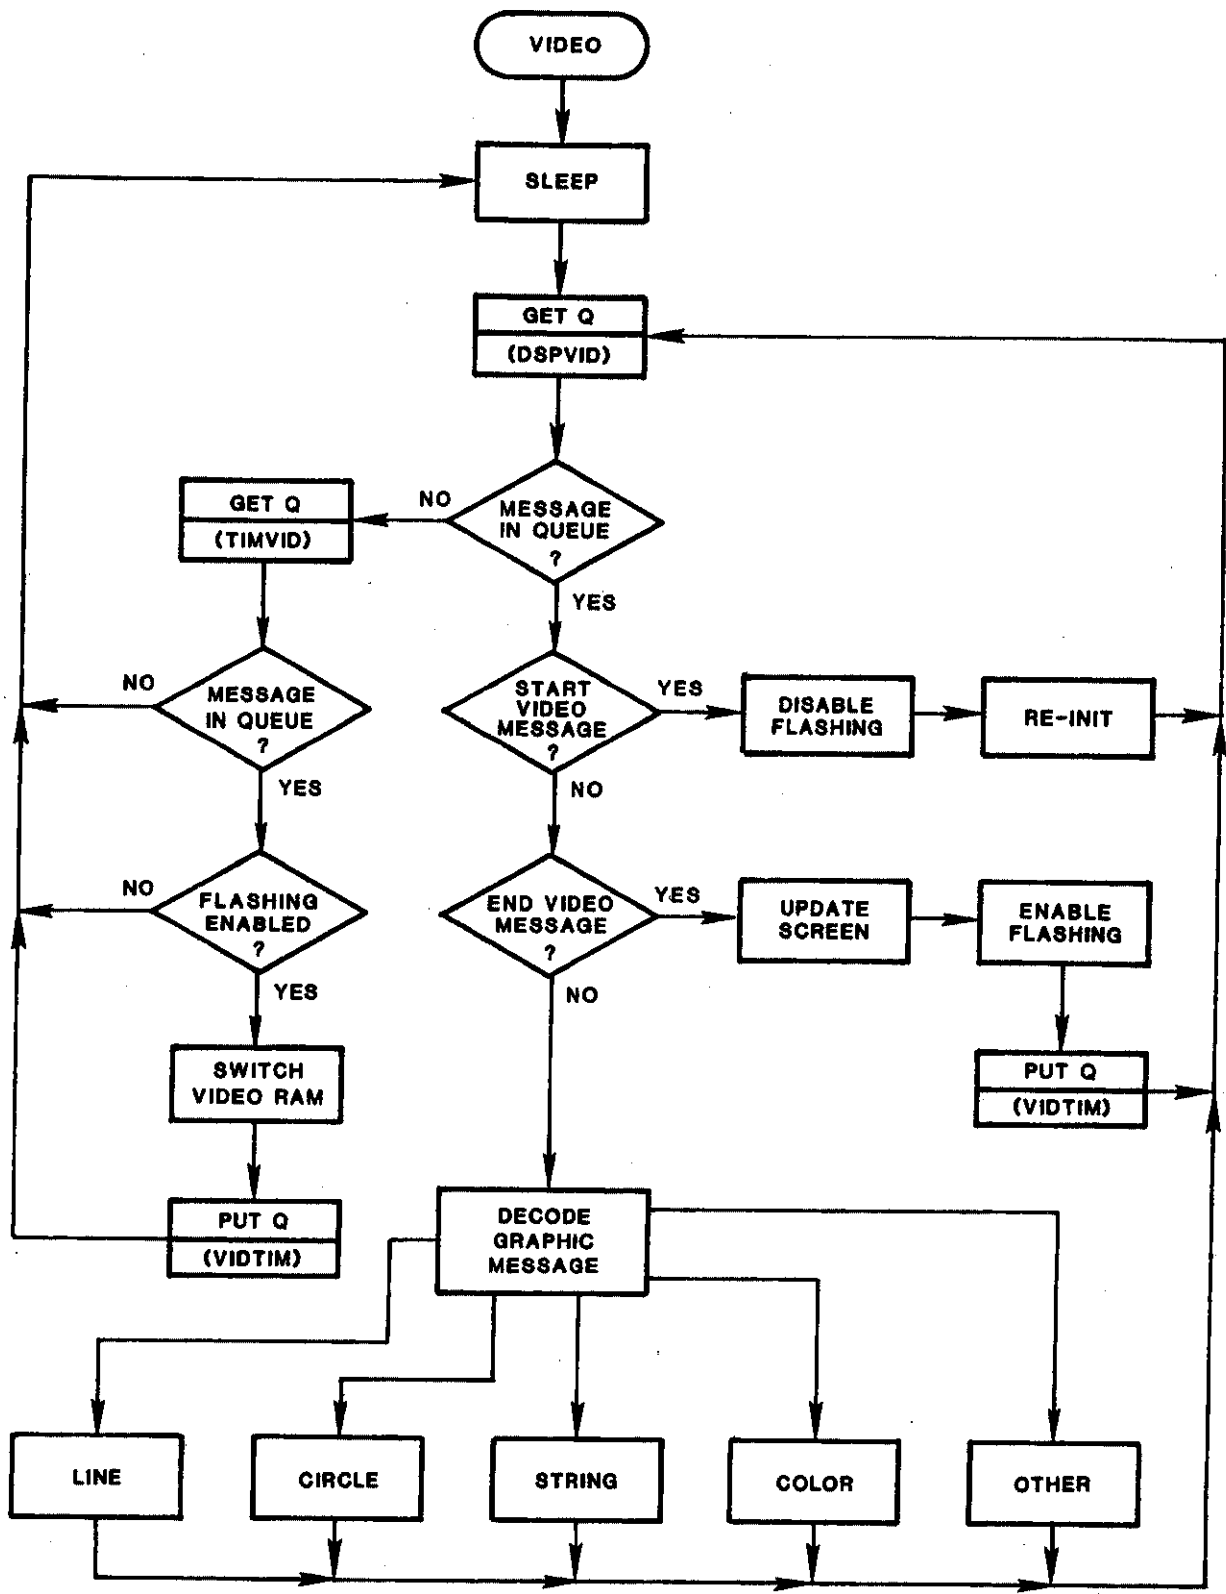 VIDEO
SLEEP
GET Q
(DSPVID)
NO
MESSAGE
IN QUEUE
?
GET Q
(TIMVID)
YES
NO
MESSAGE
IN QUEUE
?
YES
START
VIDEO
MESSAGE
?
YES
DISABLE
FLASHING
RE-INIT
NO
NO
FLASHING
ENABLED
?
YES
END VIDEO
MESSAGE
?
YES
UPDATE
SCREEN
ENABLE
FLASHING
NO
SWITCH
VIDEO RAM
PUT Q
(VIDTIM)
PUT Q
(VIDTIM)
DECODE
GRAPHIC
MESSAGE
LINE
CIRCLE
STRING
COLOR
OTHER